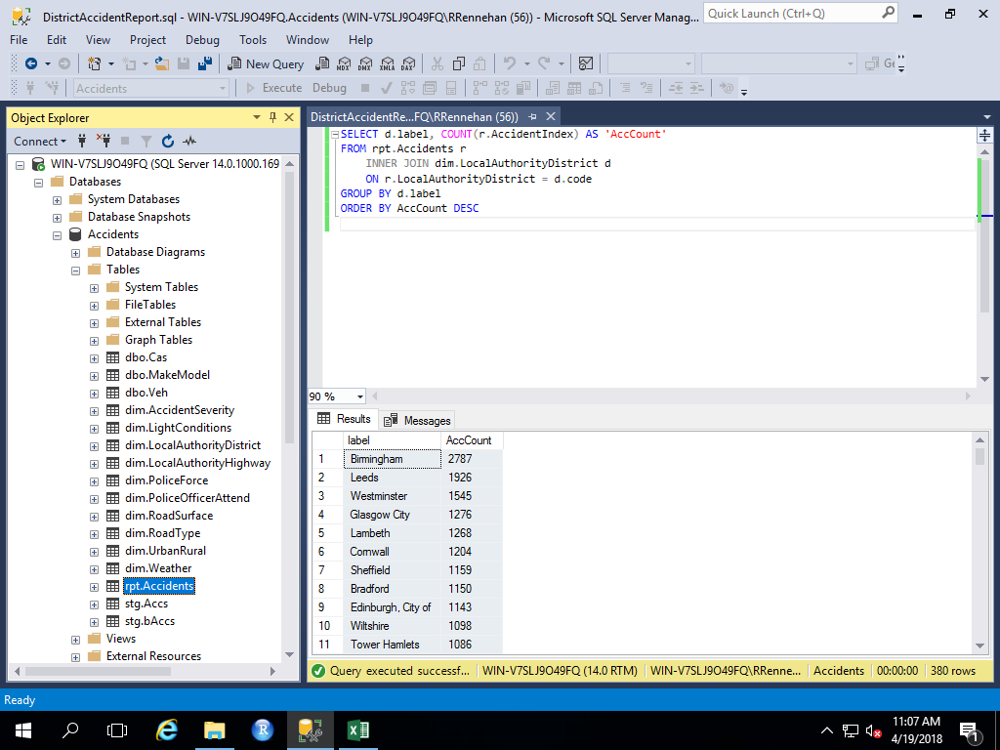 DistrictAccidentReport.sql - WIN-V7SLJ9O49FQ.Accidents (WIN-V7SLJ9O49FQ\RRennehan (56)) - Microsoft SQL Server Manag...
Quick Launch (Ctrl+Q)
File Edit View Project Debug Tools Window Help
New Query
MDX DMX XMLA DAX
Ge
Accidents
Execute Debug
Object Explorer
Connect
WIN-V7SLJ9O49FQ (SQL Server 14.0.1000.169
Databases
System Databases
Database Snapshots
Accidents
Database Diagrams
Tables
System Tables
FileTables
External Tables
Graph Tables
dbo.Cas
dbo.MakeModel
dbo.Veh
dim.AccidentSeverity
dim.LightConditions
dim.LocalAuthorityDistrict
dim.LocalAuthorityHighway
dim.PoliceForce
dim.PoliceOfficerAttend
dim.RoadSurface
dim.RoadType
dim.UrbanRural
dim.Weather
rpt.Accidents
stg.Accs
stg.bAccs
Views
External Resources
DistrictAccidentRe...FQ\RRennehan (56))
SELECT d.label, COUNT(r.AccidentIndex) AS 'AccCount'
FROM rpt.Accidents r
INNER JOIN dim.LocalAuthorityDistrict d
ON r.LocalAuthorityDistrict = d.code
GROUP BY d.label
ORDER BY AccCount DESC
90 %
Results Messages
label AccCount
1 Birmingham 2787
2 Leeds 1926
3 Westminster 1545
4 Glasgow City 1276
5 Lambeth 1268
6 Cornwall 1204
7 Sheffield 1159
8 Bradford 1150
9 Edinburgh, City of 1143
10 Wiltshire 1098
11 Tower Hamlets 1086
Query executed successf... WIN-V7SLJ9O49FQ (14.0 RTM) WIN-V7SLJ9O49FQ\RRenne... Accidents 00:00:00 380 rows
Ready
R
11:07 AM
4/19/2018
1